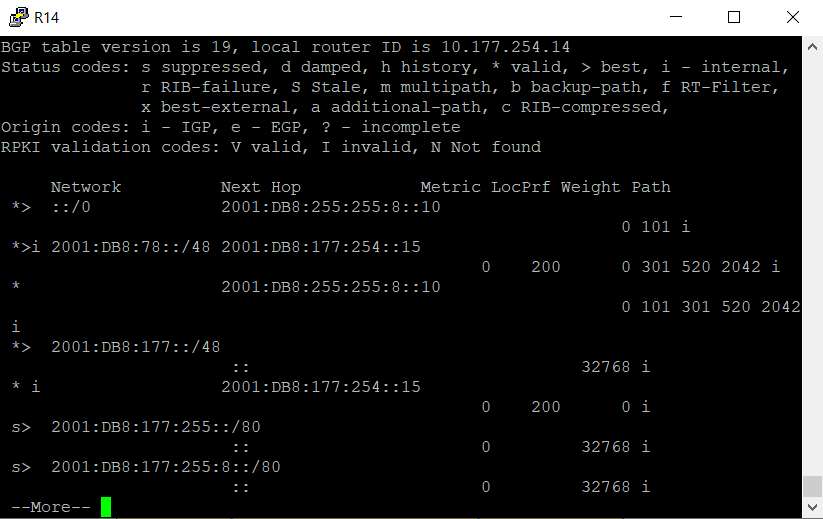 R14
BGP table version is 19, local router ID is 10.177.254.14
Status codes: s suppressed, d damped, h history, * valid, > best, i - internal,
              r RIB-failure, S Stale, m multipath, b backup-path, f RT-Filter,
              x best-external, a additional-path, c RIB-compressed,
Origin codes: i - IGP, e - EGP, ? - incomplete
RPKI validation codes: V valid, I invalid, N Not found
     Network          Next Hop            Metric LocPrf Weight Path
 *>  ::/0             2001:DB8:255:255:8::10
                                                              0 101 i
 *>i 2001:DB8:78::/48 2001:DB8:177:254::15
                                                0    200      0 301 520 2042 i
 *                    2001:DB8:255:255:8::10
                                                              0 101 301 520 2042
 i
 *>  2001:DB8:177::/48
                       ::                                 32768 i
 * i                  2001:DB8:177:254::15
                                                0    200      0 i
 s>  2001:DB8:177:255::/80
                       ::                       0         32768 i
 s>  2001:DB8:177:255:8::/80
                       ::                       0         32768 i
 --More--